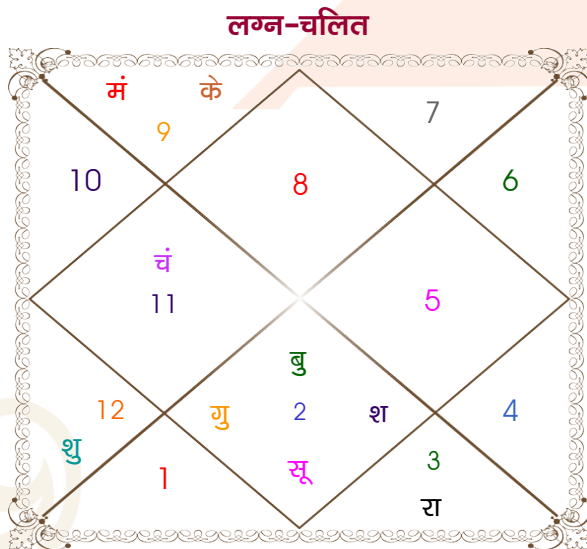 लग्न-चलित
मं के
7
9
10 8 6
चं
11 5
बु
12 गु 2 श 4
शु सू 3
1
रा